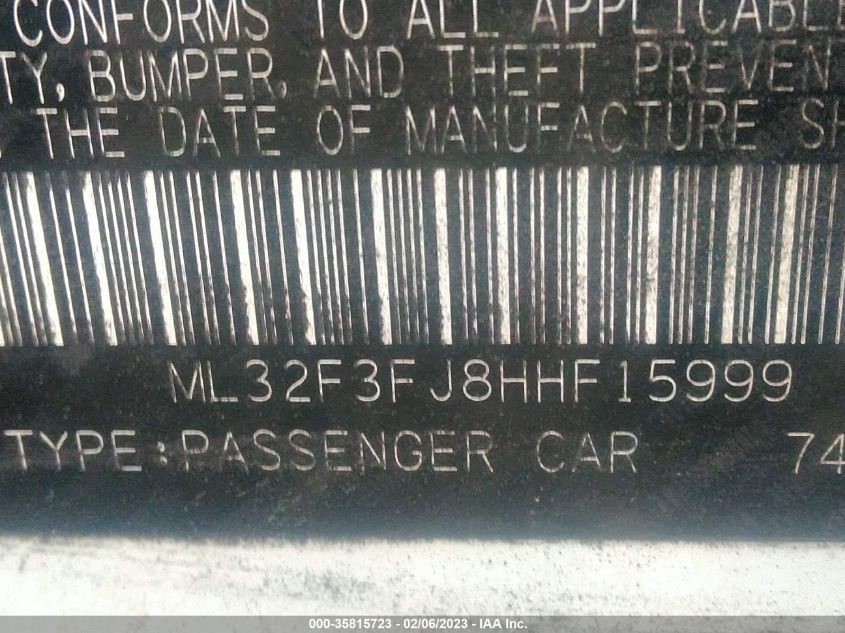 CONFORMS TO ALL APPLICABLE
TY, BUMPER, AND THEFT PREVEN
THE DATE OF MANUFACTURE SH
ML32F3FJ8HHF15999
TYPE:PASSENGER CAR 74
000-35815723 - 02/06/2023 - IAA Inc.